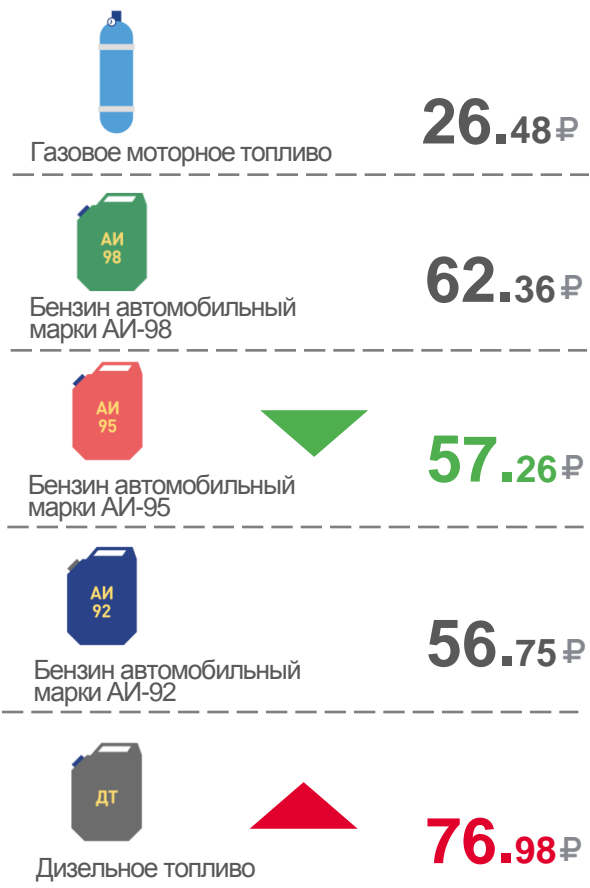 26.48₽
Газовое моторное топливо
АИ
98
62.36₽
Бензин автомобильный
марки АИ-98
АИ
95
57.26₽
Бензин автомобильный
марки АИ-95
АИ
92
56.75₽
Бензин автомобильный
марки АИ-92
ДТ
76.98₽
Дизельное топливо